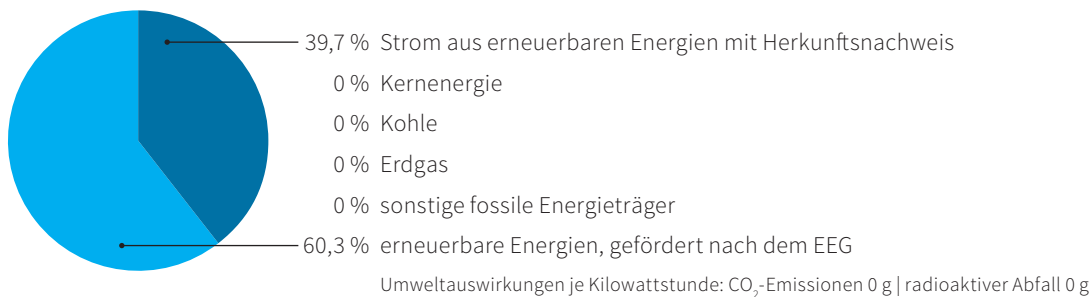 39,7 % Strom aus erneuerbaren Energien mit Herkunftsnachweis
0 % Kernenergie
0 % Kohle
0 % Erdgas
0 % sonstige fossile Energieträger
60,3 % erneuerbare Energien, gefördert nach dem EEG
Umweltauswirkungen je Kilowattstunde: CO₂-Emissionen 0 g | radioaktiver Abfall 0 g